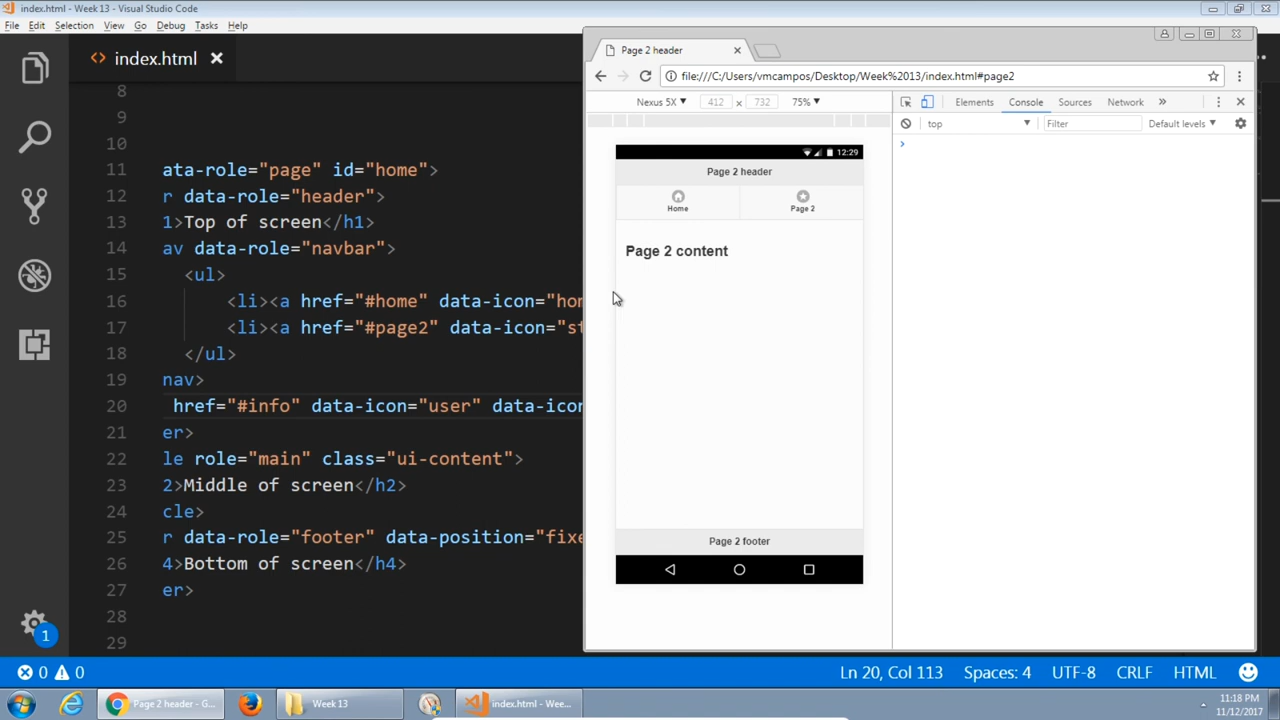 index.html - Week 13 - Visual Studio Code
File Edit Selection View Go Debug Tasks Help
<> index.html
8
9
10
11 ata-role="page" id="home">
12 r data-role="header">
13 1>Top of screen</h1>
14 av data-role="navbar">
15 <ul>
16 <li><a href="#home" data-icon="hom
17 <li><a href="#page2" data-icon="st
18 </ul>
19 nav>
20 href="#info" data-icon="user" data-icon
21 er>
22 le role="main" class="ui-content">
23 2>Middle of screen</h2>
24 cle>
25 r data-role="footer" data-position="fixe
26 4>Bottom of screen</h4>
27 er>
28
29
1
Page 2 header
file:///C:/Users/vmcampos/Desktop/Week%2013/index.html#page2
Nexus 5X ▼ 412 × 732 75% ▼
Elements Console Sources Network »
top ▼ Filter Default levels ▼
>
12:29
Page 2 header
Home Page 2
Page 2 content
Page 2 footer
0 0
Ln 20, Col 113 Spaces: 4 UTF-8 CRLF HTML
Page 2 header - G...
Week 13
index.html - Wee...
11:18 PM
11/12/2017